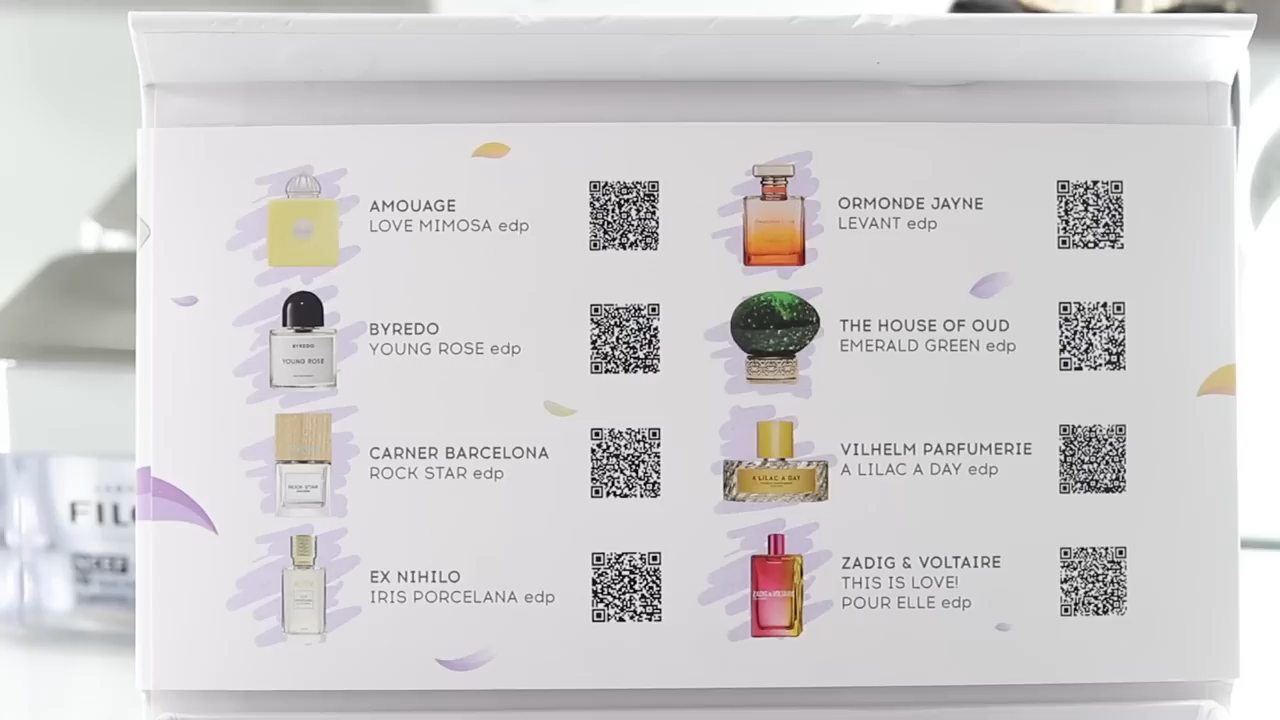 AMOUAGE
LOVE MIMOSA edp
BYREDO
YOUNG ROSE edp
BYREDO
YOUNG ROSE
CARNER BARCELONA
ROCK STAR edp
ROCK STAR
EX NIHILO
IRIS PORCELANA edp
ORMONDE JAYNE
LEVANT edp
THE HOUSE OF OUD
EMERALD GREEN edp
VILHELM PARFUMERIE
A LILAC A DAY edp
A LILAC A DAY
ZADIG & VOLTAIRE
THIS IS LOVE!
POUR ELLE edp
ZADIG & VOLTAIRE